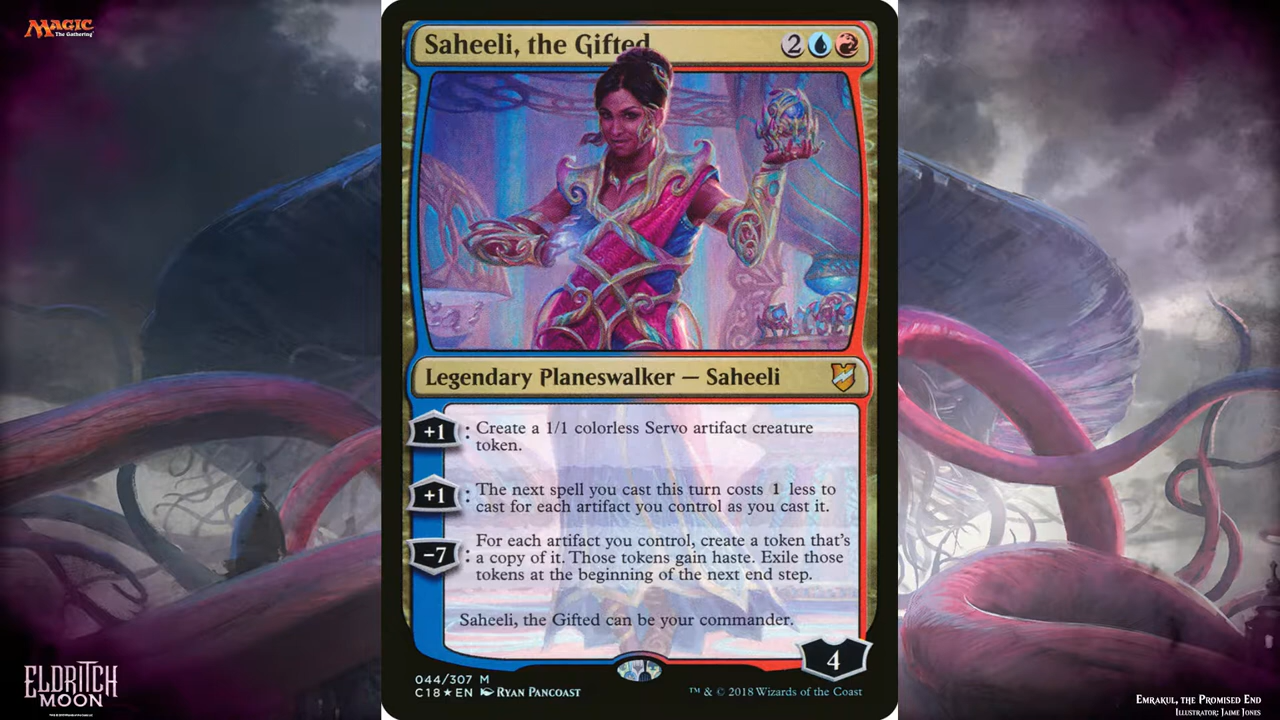 MAGIC
The Gathering
Saheeli, the Gifted
2
Legendary Planeswalker — Saheeli
+1 : Create a 1/1 colorless Servo artifact creature
token.
+1 : The next spell you cast this turn costs 1 less to
cast for each artifact you control as you cast it.
−7 : For each artifact you control, create a token that's
a copy of it. Those tokens gain haste. Exile those
tokens at the beginning of the next end step.
Saheeli, the Gifted can be your commander.
4
044/307 M
C18★EN Ryan Pancoast
™ & © 2018 Wizards of the Coast
ELDRITCH
MOON
Emrakul, the Promised End
Illustrator: Jaime Jones